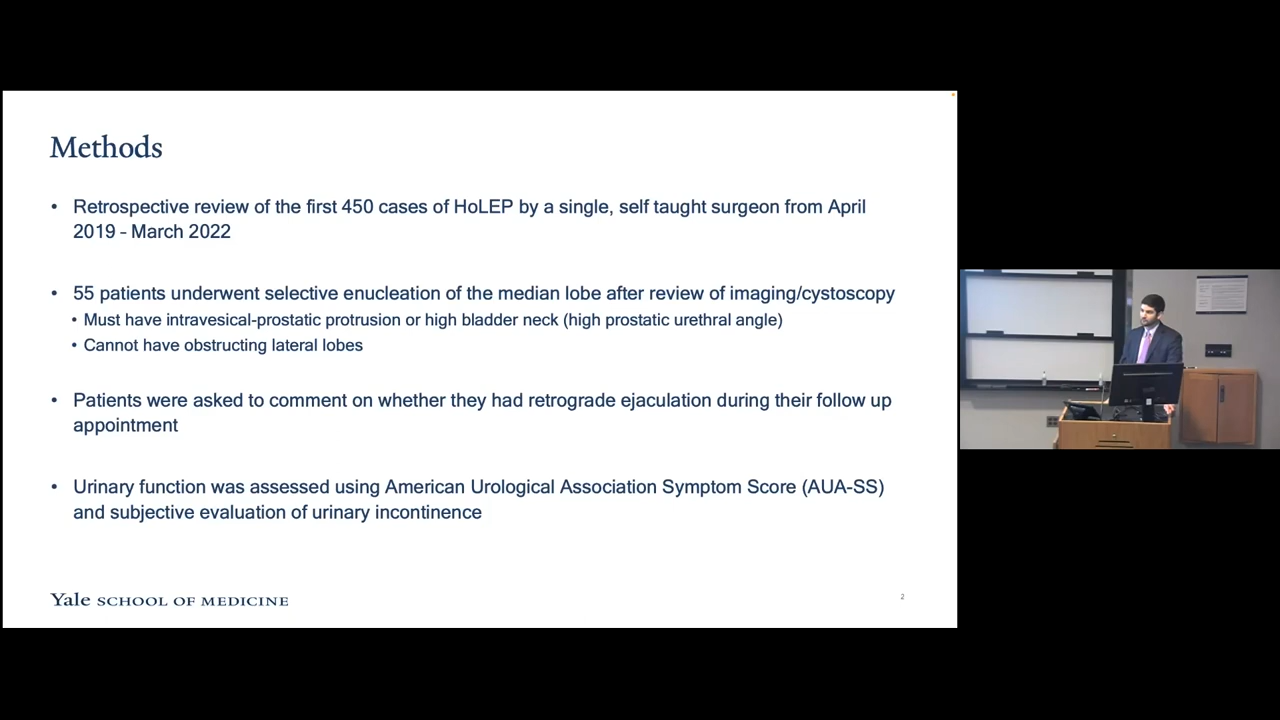 Methods
• Retrospective review of the first 450 cases of HoLEP by a single, self taught surgeon from April
2019 - March 2022
• 55 patients underwent selective enucleation of the median lobe after review of imaging/cystoscopy
• Must have intravesical-prostatic protrusion or high bladder neck (high prostatic urethral angle)
• Cannot have obstructing lateral lobes
• Patients were asked to comment on whether they had retrograde ejaculation during their follow up
appointment
• Urinary function was assessed using American Urological Association Symptom Score (AUA-SS)
and subjective evaluation of urinary incontinence
Yale SCHOOL OF MEDICINE
2